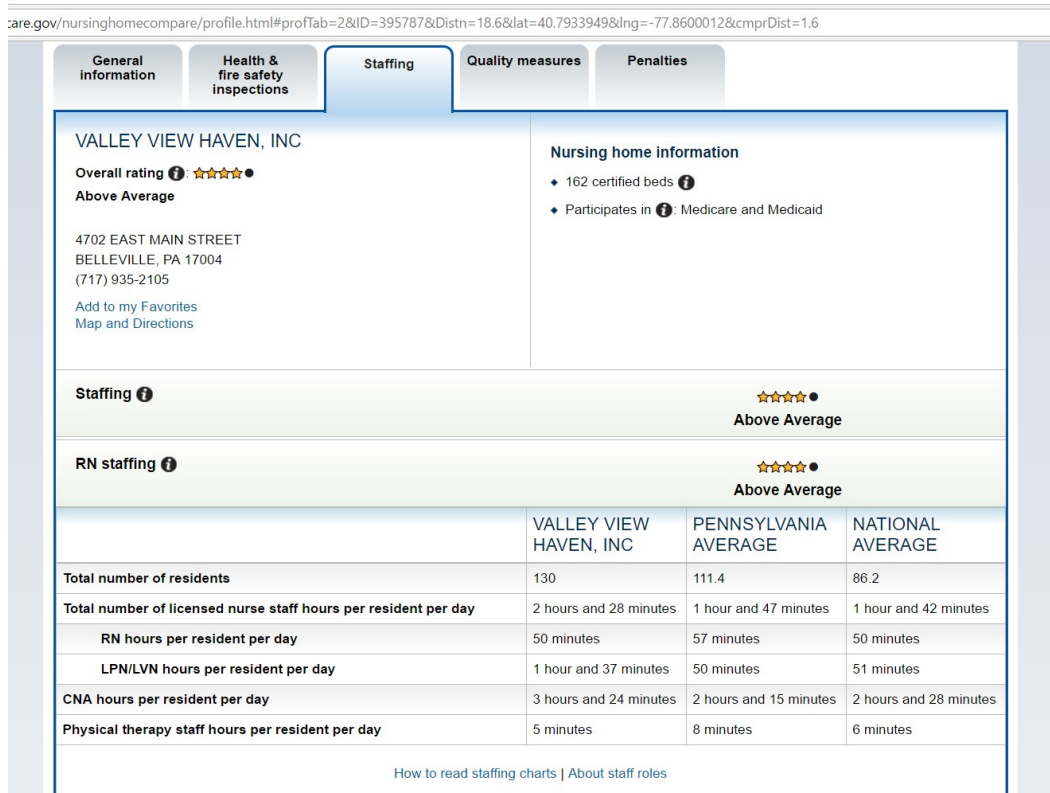 care.gov/nursinghomecompare/profile.html#profTab=2&ID=395787&Distn=18.6&lat=40.7933949&lng=-77.8600012&cmprDist=1.6
General information
Health & fire safety inspections
Staffing
Quality measures
Penalties
VALLEY VIEW HAVEN, INC
Overall rating i :
Above Average
4702 EAST MAIN STREET
BELLEVILLE, PA 17004
(717) 935-2105
Add to my Favorites
Map and Directions
Nursing home information
162 certified beds i
Participates in i : Medicare and Medicaid
Staffing i
Above Average
RN staffing i
Above Average
VALLEY VIEW HAVEN, INC
PENNSYLVANIA AVERAGE
NATIONAL AVERAGE
Total number of residents 130 111.4 86.2
Total number of licensed nurse staff hours per resident per day 2 hours and 28 minutes 1 hour and 47 minutes 1 hour and 42 minutes
RN hours per resident per day 50 minutes 57 minutes 50 minutes
LPN/LVN hours per resident per day 1 hour and 37 minutes 50 minutes 51 minutes
CNA hours per resident per day 3 hours and 24 minutes 2 hours and 15 minutes 2 hours and 28 minutes
Physical therapy staff hours per resident per day 5 minutes 8 minutes 6 minutes
How to read staffing charts | About staff roles